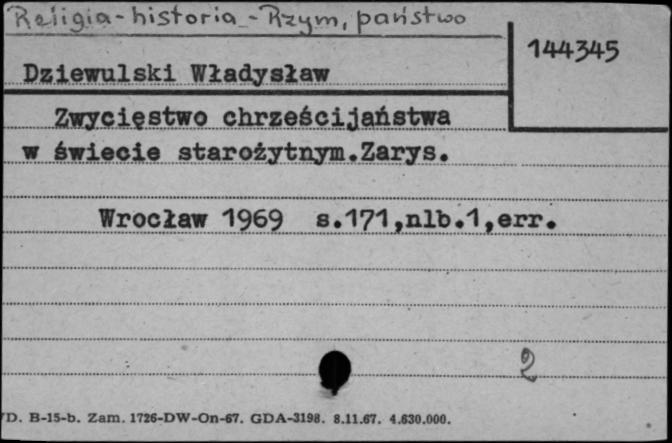 Religia - historia - Rzym, państwo
144345
Dziewulski Władysław
Zwycięstwo chrześcijaństwa
w świecie starożytnym.Zarys.
Wrocław 1969 s.171,nlb.1,err.
2
D. B-15-b. Zam. 1726-DW-On-67. GDA-3198. 8.11.67. 4.630.000.